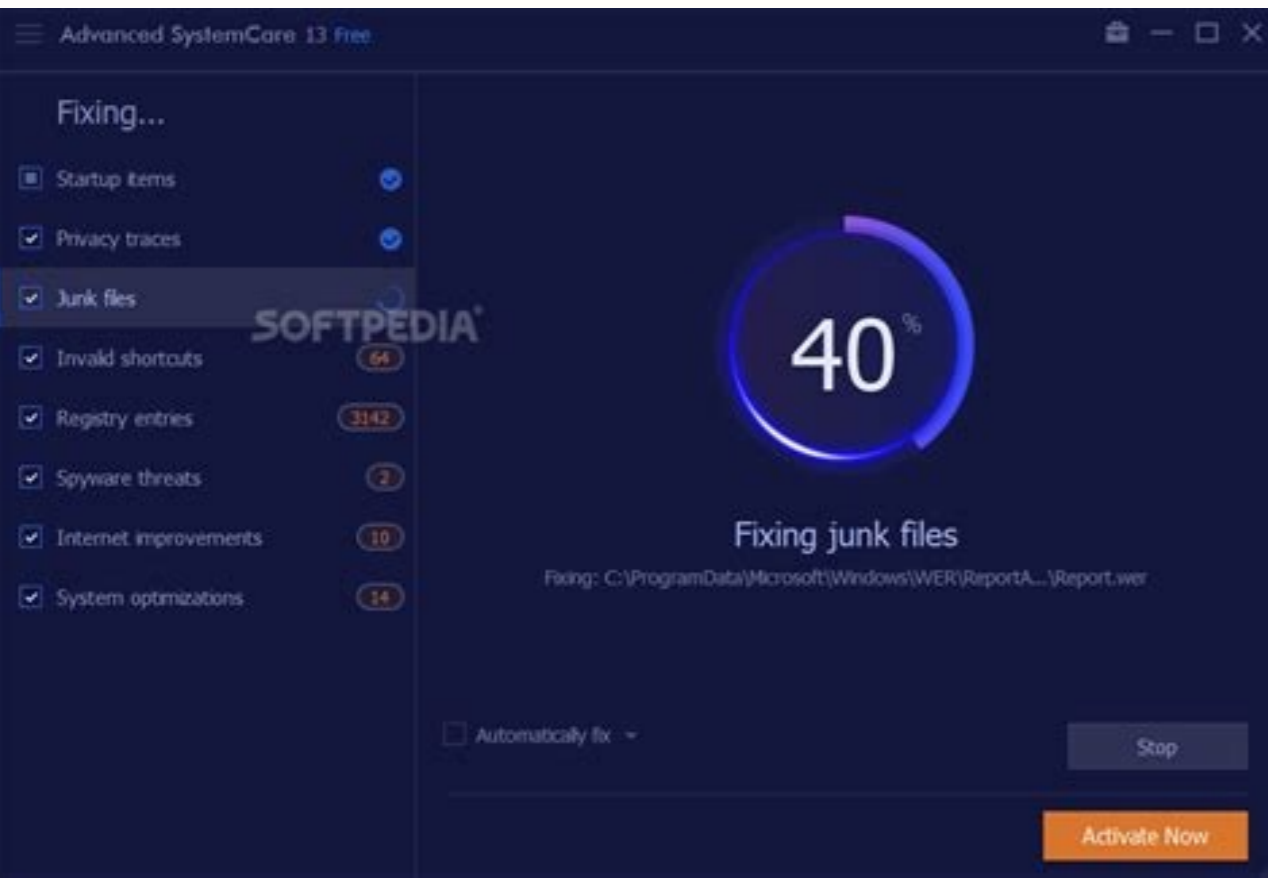 Advanced SystemCare 13 Free
Fixing...
Startup items
Privacy traces
Junk files
SOFTPEDIA®
Invalid shortcuts 64
Registry entries 3142
Spyware threats 2
Internet improvements 10
System optimizations 14
40%
Fixing junk files
Fixing: C:\ProgramData\Microsoft\Windows\WER\ReportA...\Report.wer
Automatically fix
Stop
Activate Now